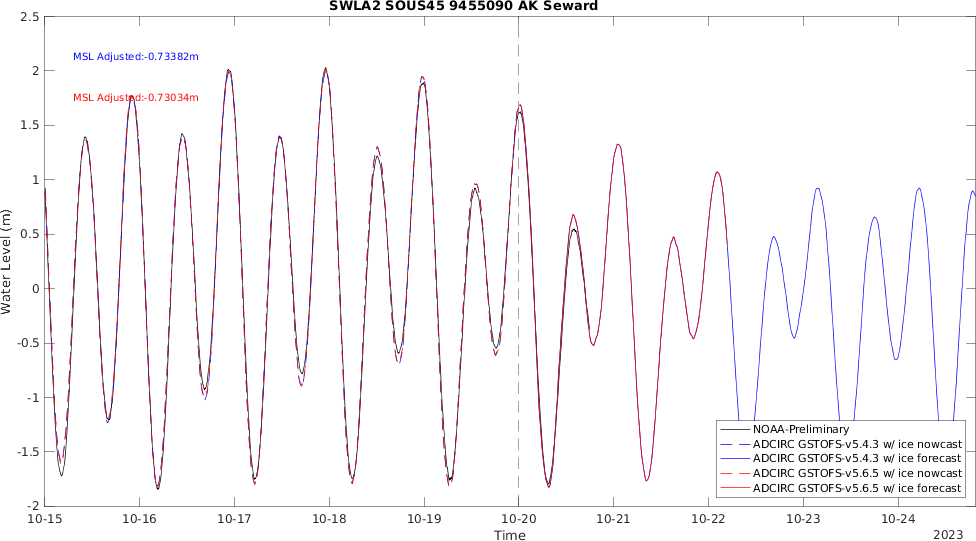 SWLA2 SOUS45 9455090 AK Seward
2.5
MSL Adjusted:-0.73382m
2
MSL Adjusted:-0.73034m
1.5
1
0.5
0
-0.5
-1
-1.5
-2
Water Level (m)
NOAA-Preliminary
ADCIRC GSTOFS-v5.4.3 w/ ice nowcast
ADCIRC GSTOFS-v5.4.3 w/ ice forecast
ADCIRC GSTOFS-v5.6.5 w/ ice nowcast
ADCIRC GSTOFS-v5.6.5 w/ ice forecast
10-15 10-16 10-17 10-18 10-19 10-20 10-21 10-22 10-23 10-24
Time
2023